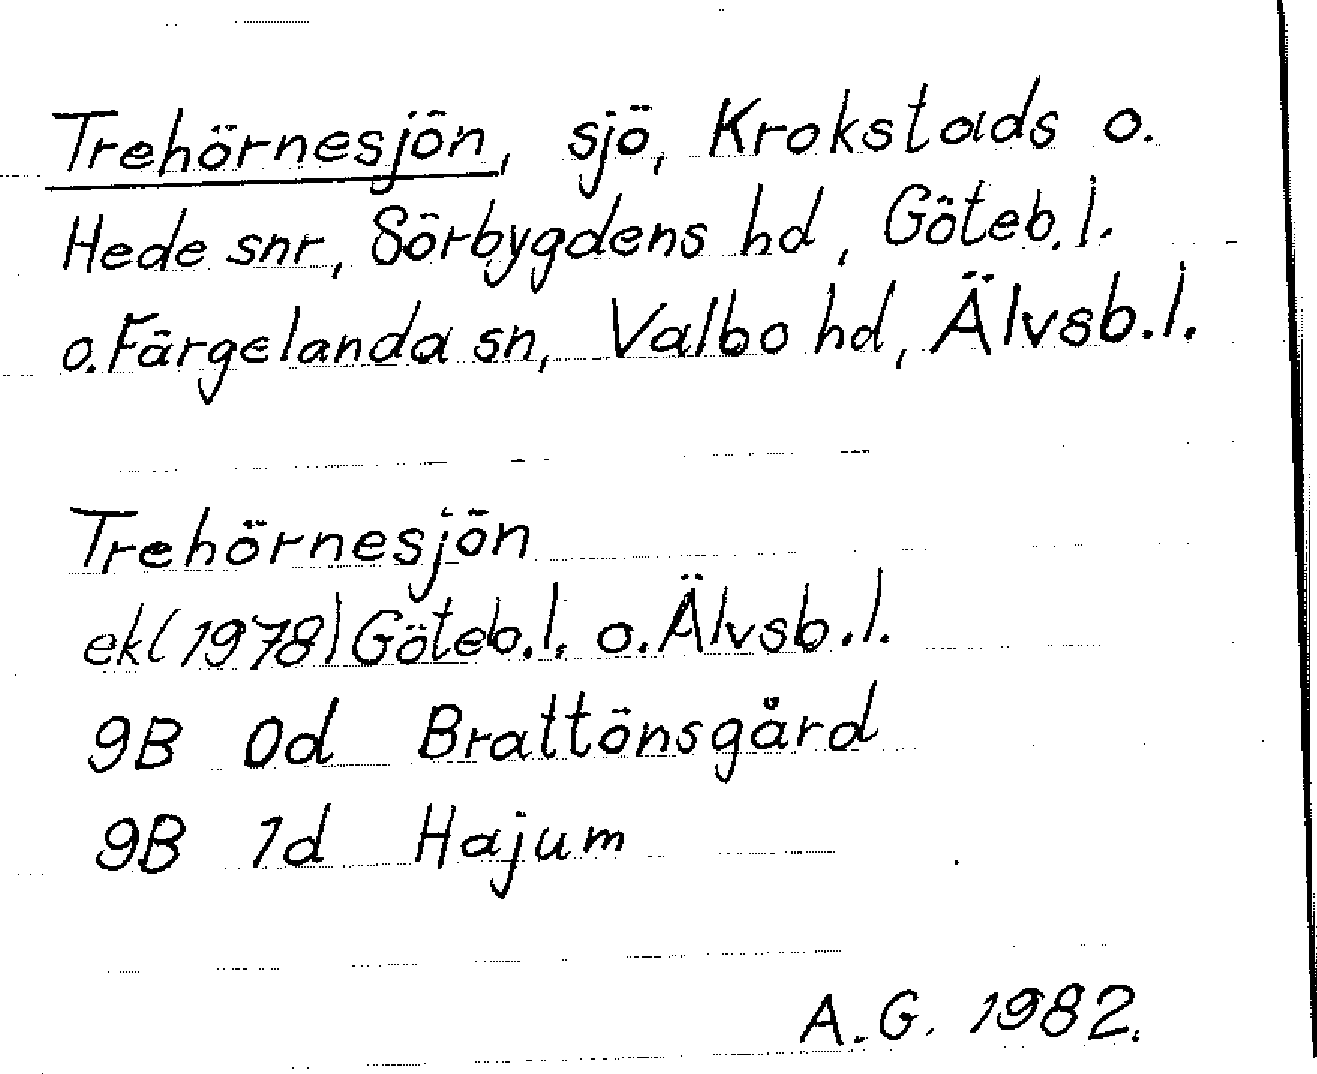 Trehörnesjön, sjö, Krokstads o.
Hede snr, Sörbygdens hd, Göteb.l.
o.Färgelanda sn, Valbo hd, Älvsb.l.
Trehörnesjön
ekl(1978)Göteb.l. o.Älvsb.l.
9B 0d Brattönsgård
9B 1d Hajum
A.G. 1982.